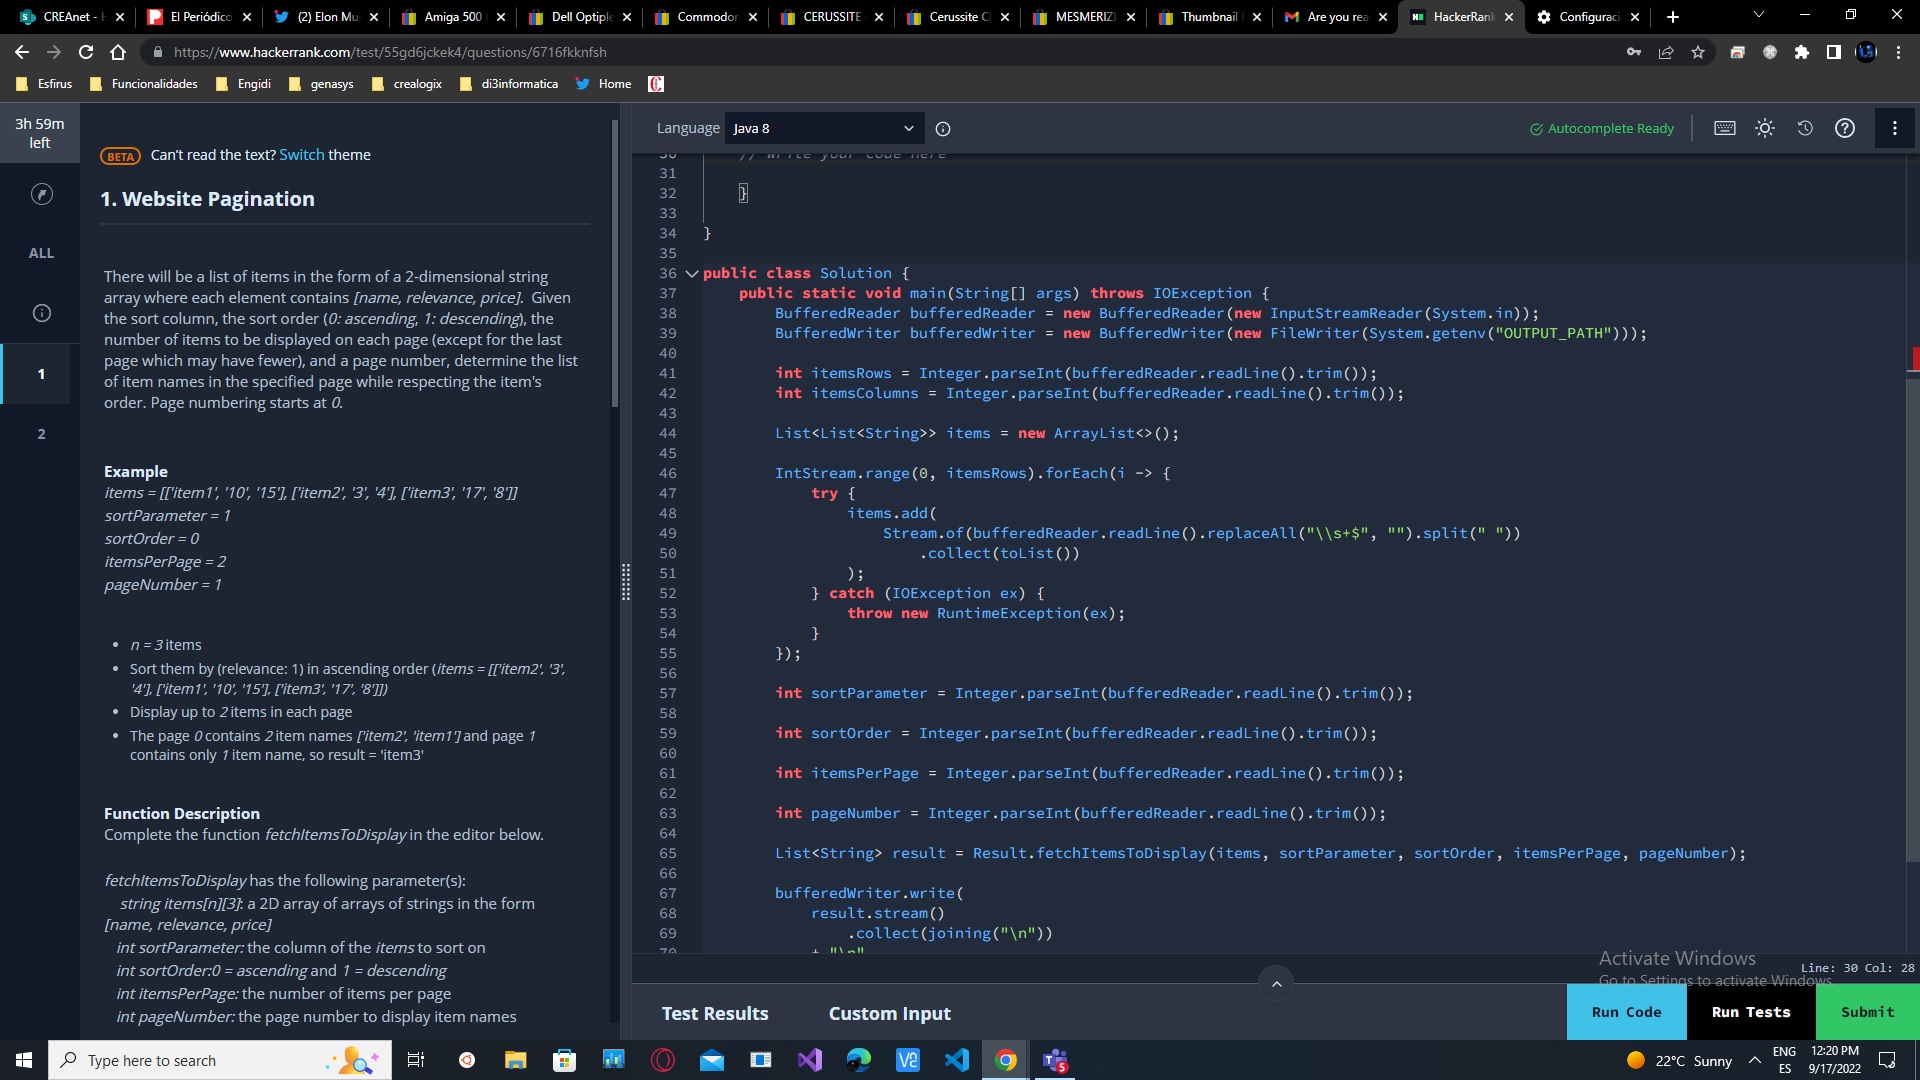 CREAnet - H
El Periódico
(2) Elon Mu
Amiga 500
Dell Optiple
Commodor
CERUSSITE
Cerussite C
MESMERIZI
Thumbnail
Are you rea
HackerRank
Configuraci
https://www.hackerrank.com/test/55gd6jckek4/questions/6716fkknfsh
Esfirus
Funcionalidades
Engidi
genasys
crealogix
di3informatica
Home
3h 59m
left
ALL
1
2
BETA Can't read the text? Switch theme
1. Website Pagination
There will be a list of items in the form of a 2-dimensional string
array where each element contains [name, relevance, price]. Given
the sort column, the sort order (0: ascending, 1: descending), the
number of items to be displayed on each page (except for the last
page which may have fewer), and a page number, determine the list
of item names in the specified page while respecting the item's
order. Page numbering starts at 0.
Example
items = [['item1', '10', '15'], ['item2', '3', '4'], ['item3', '17', '8']]
sortParameter = 1
sortOrder = 0
itemsPerPage = 2
pageNumber = 1
• n = 3 items
• Sort them by (relevance: 1) in ascending order (items = [['item2', '3',
'4'], ['item1', '10', '15'], ['item3', '17', '8']])
• Display up to 2 items in each page
• The page 0 contains 2 item names ['item2', 'item1'] and page 1
contains only 1 item name, so result = 'item3'
Function Description
Complete the function fetchItemsToDisplay in the editor below.
fetchItemsToDisplay has the following parameter(s):
string items[n][3]: a 2D array of arrays of strings in the form
[name, relevance, price]
int sortParameter: the column of the items to sort on
int sortOrder:0 = ascending and 1 = descending
int itemsPerPage: the number of items per page
int pageNumber: the page number to display item names
Language Java 8
Autocomplete Ready
30 // Write your code here
31
32 }
33
34 }
35
36 public class Solution {
37 public static void main(String[] args) throws IOException {
38 BufferedReader bufferedReader = new BufferedReader(new InputStreamReader(System.in));
39 BufferedWriter bufferedWriter = new BufferedWriter(new FileWriter(System.getenv("OUTPUT_PATH")));
40
41 int itemsRows = Integer.parseInt(bufferedReader.readLine().trim());
42 int itemsColumns = Integer.parseInt(bufferedReader.readLine().trim());
43
44 List<List<String>> items = new ArrayList<>();
45
46 IntStream.range(0, itemsRows).forEach(i -> {
47 try {
48 items.add(
49 Stream.of(bufferedReader.readLine().replaceAll("\\s+$", "").split(" "))
50 .collect(toList())
51 );
52 } catch (IOException ex) {
53 throw new RuntimeException(ex);
54 }
55 });
56
57 int sortParameter = Integer.parseInt(bufferedReader.readLine().trim());
58
59 int sortOrder = Integer.parseInt(bufferedReader.readLine().trim());
60
61 int itemsPerPage = Integer.parseInt(bufferedReader.readLine().trim());
62
63 int pageNumber = Integer.parseInt(bufferedReader.readLine().trim());
64
65 List<String> result = Result.fetchItemsToDisplay(items, sortParameter, sortOrder, itemsPerPage, pageNumber);
66
67 bufferedWriter.write(
68 result.stream()
69 .collect(joining("\n"))
70 + "\n"
Activate Windows
Go to Settings to activate Windows.
Line: 30 Col: 28
Test Results
Custom Input
Run Code
Run Tests
Submit
Type here to search
5
22°C Sunny
ENG
ES
12:20 PM
9/17/2022